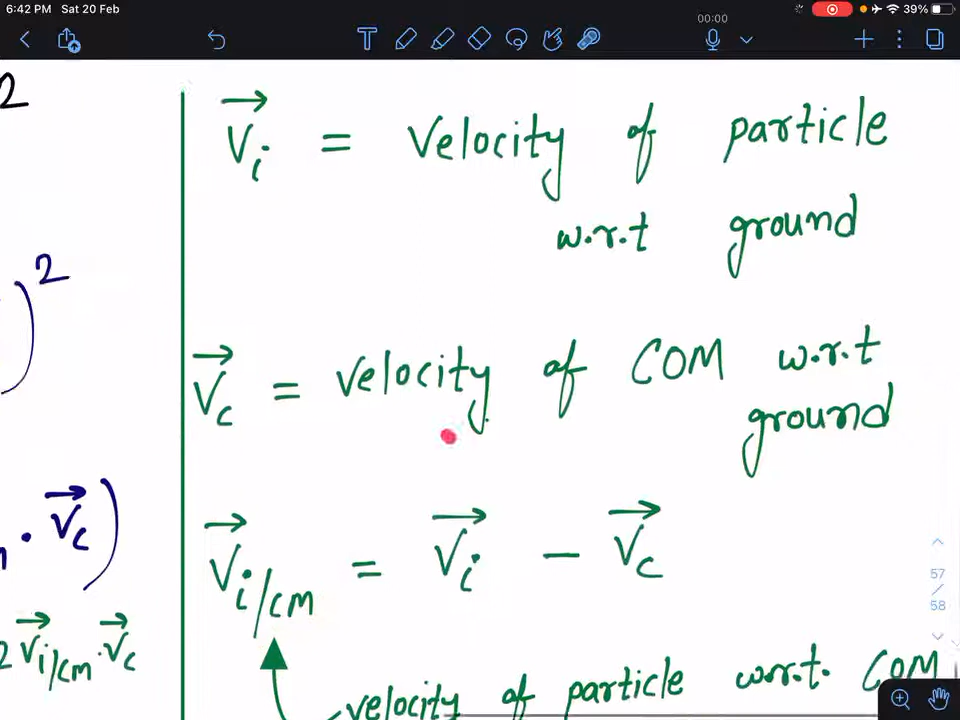 6:42 PM Sat 20 Feb
39%
00:00
T
2
)²
· v⃗c)
2 v⃗i/cm · v⃗c
v⃗i = velocity of particle
w.r.t ground
v⃗c = velocity of COM w.r.t
ground
v⃗i/cm = v⃗i − v⃗c
velocity of particle w.r.t. COM
57
/
58